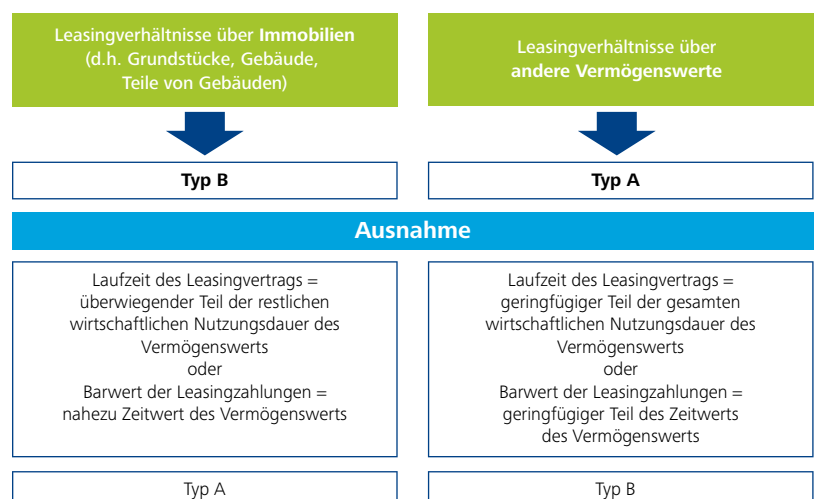 Leasingverhältnisse über Immobilien
(d.h. Grundstücke, Gebäude,
Teile von Gebäuden)
Leasingverhältnisse über
andere Vermögenswerte
Typ B
Typ A
Ausnahme
Laufzeit des Leasingvertrags =
überwiegender Teil der restlichen
wirtschaftlichen Nutzungsdauer des
Vermögenswerts
oder
Barwert der Leasingzahlungen =
nahezu Zeitwert des Vermögenswerts
Laufzeit des Leasingvertrags =
geringfügiger Teil der gesamten
wirtschaftlichen Nutzungsdauer des
Vermögenswerts
oder
Barwert der Leasingzahlungen =
geringfügiger Teil des Zeitwerts
des Vermögenswerts
Typ A
Typ B